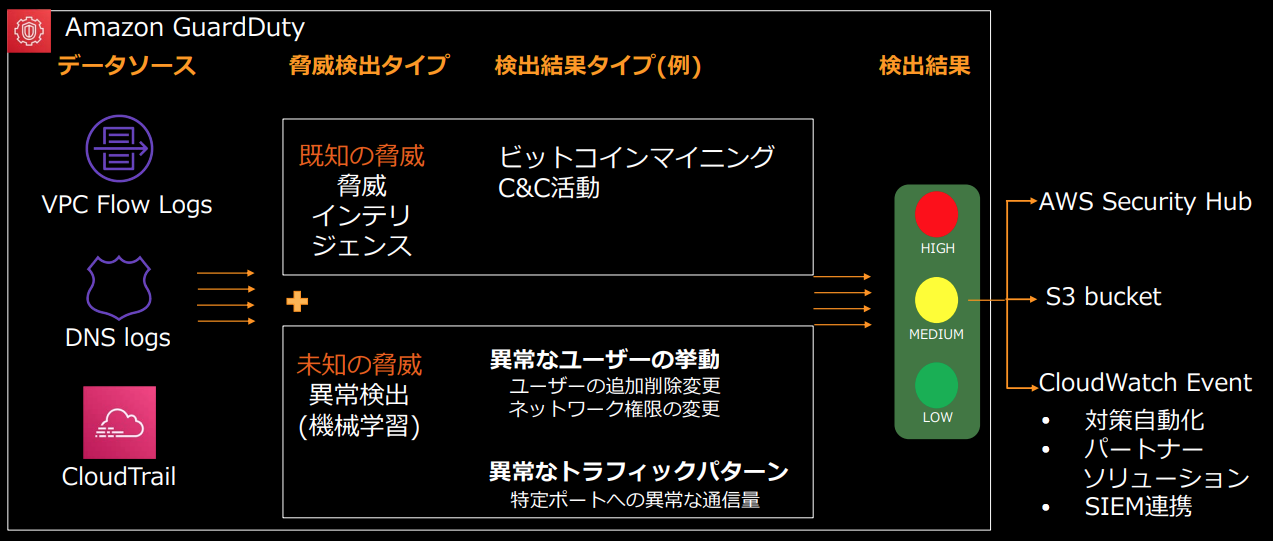 Amazon GuardDuty
データソース
脅威検出タイプ
検出結果タイプ(例)
検出結果
VPC Flow Logs
DNS logs
CloudTrail
既知の脅威
脅威
インテリ
ジェンス
ビットコインマイニング
C&C活動
未知の脅威
異常検出
(機械学習)
異常なユーザーの挙動
ユーザーの追加削除変更
ネットワーク権限の変更
異常なトラフィックパターン
特定ポートへの異常な通信量
HIGH
MEDIUM
LOW
AWS Security Hub
S3 bucket
CloudWatch Event
• 対策自動化
• パートナー
ソリューション
• SIEM連携